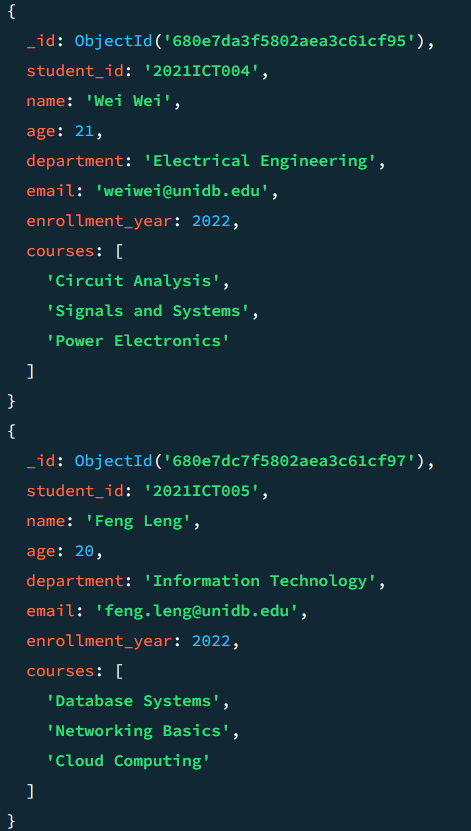 {
  _id: ObjectId('680e7da3f5802aea3c61cf95'),
  student_id: '2021ICT004',
  name: 'Wei Wei',
  age: 21,
  department: 'Electrical Engineering',
  email: 'weiwei@unidb.edu',
  enrollment_year: 2022,
  courses: [
    'Circuit Analysis',
    'Signals and Systems',
    'Power Electronics'
  ]
}
{
  _id: ObjectId('680e7dc7f5802aea3c61cf97'),
  student_id: '2021ICT005',
  name: 'Feng Leng',
  age: 20,
  department: 'Information Technology',
  email: 'feng.leng@unidb.edu',
  enrollment_year: 2022,
  courses: [
    'Database Systems',
    'Networking Basics',
    'Cloud Computing'
  ]
}